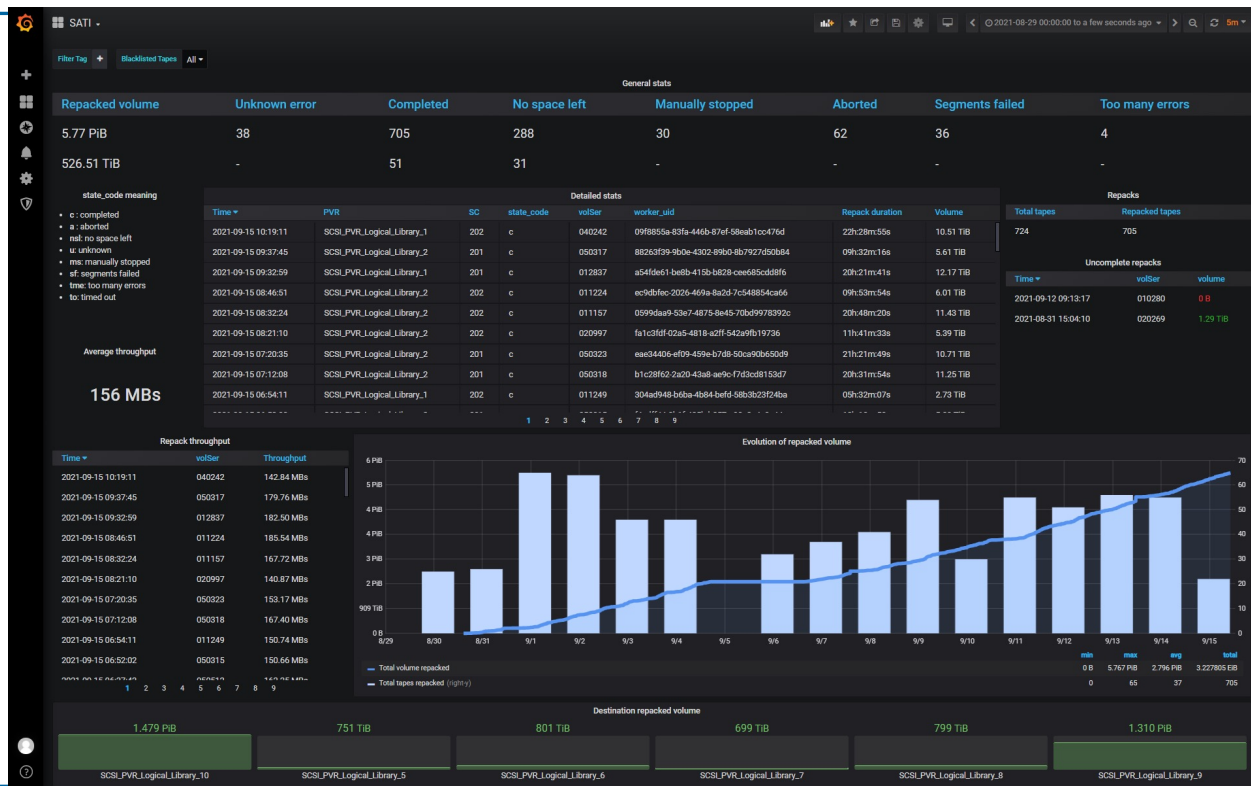 SATI
2021-08-29 00:00:00 to a few seconds ago
5m
Filter Tag +
Blacklisted Tapes All
General stats
Repacked volume Unknown error Completed No space left Manually stopped Aborted Segments failed Too many errors
5.77 PiB 38 705 288 30 62 36 4
526.51 TiB - 51 31 - - - -
state_code meaning
c : completed
a : aborted
nsl: no space left
u: unknown
ms: manually stopped
sf: segments failed
tme: too many errors
to: timed out
Average throughput
156 MBs
Detailed stats
Time PVR SC state_code volSer worker_uid Repack duration Volume
2021-09-15 10:19:11 SCSI_PVR_Logical_Library_1 202 c 040242 09f8855a-83fa-446b-87ef-58eab1cc476d 22h:28m:55s 10.51 TiB
2021-09-15 09:37:45 SCSI_PVR_Logical_Library_1 202 c 050317 88263f39-9b0e-4302-89b0-8b7927d50b84 09h:32m:16s 5.61 TiB
2021-09-15 09:32:59 SCSI_PVR_Logical_Library_1 201 c 012837 a54fde61-be8b-415b-b828-cee685cdd8f6 20h:21m:41s 12.17 TiB
2021-09-15 08:46:51 SCSI_PVR_Logical_Library_2 202 c 011224 ec9dbfec-2026-469a-8a2d-7c548854ca66 09h:53m:54s 6.01 TiB
2021-09-15 08:32:24 SCSI_PVR_Logical_Library_2 202 c 011157 0599daa9-53e7-4875-8e45-70bd9978392c 20h:48m:20s 11.43 TiB
2021-09-15 08:21:10 SCSI_PVR_Logical_Library_2 202 c 020997 fa1c3fdf-02a5-4818-a2ff-542a9fb19736 11h:41m:33s 5.39 TiB
2021-09-15 07:20:35 SCSI_PVR_Logical_Library_2 201 c 050323 eae34406-ef09-459e-b7d8-50ca90b650d9 21h:21m:49s 10.71 TiB
2021-09-15 07:12:08 SCSI_PVR_Logical_Library_2 201 c 050318 b1c28f62-2a20-43a8-ae9c-f7d3cd8153d7 20h:31m:54s 11.25 TiB
2021-09-15 06:54:11 SCSI_PVR_Logical_Library_1 202 c 011249 304ad948-b6ba-4b84-befd-58b3b23f24ba 05h:32m:07s 2.73 TiB
1 2 3 4 5 6 7 8 9
Repacks
Total tapes Repacked tapes
724 705
Uncomplete repacks
Time volSer volume
2021-09-12 09:13:17 010280 0 B
2021-08-31 15:04:10 020269 1.29 TiB
Repack throughput
Time volSer Throughput
2021-09-15 10:19:11 040242 142.84 MBs
2021-09-15 09:37:45 050317 179.76 MBs
2021-09-15 09:32:59 012837 182.50 MBs
2021-09-15 08:46:51 011224 185.54 MBs
2021-09-15 08:32:24 011157 167.72 MBs
2021-09-15 08:21:10 020997 140.87 MBs
2021-09-15 07:20:35 050323 153.17 MBs
2021-09-15 07:12:08 050318 167.40 MBs
2021-09-15 06:54:11 011249 150.74 MBs
2021-09-15 06:52:02 050315 150.66 MBs
1 2 3 4 5 6 7 8 9
Evolution of repacked volume
6 PiB 70
5 PiB 60
4 PiB 50
4 PiB 40
3 PiB 30
2 PiB 20
909 TiB 10
0 B 0
8/29 8/30 8/31 9/1 9/2 9/3 9/4 9/5 9/6 9/7 9/8 9/9 9/10 9/11 9/12 9/13 9/14 9/15
min max avg total
Total volume repacked 0 B 5.767 PiB 2.796 PiB 3.227805 EiB
Total tapes repacked (right-y) 0 65 37 705
Destination repacked volume
1.479 PiB 751 TiB 801 TiB 699 TiB 799 TiB 1.310 PiB
SCSI_PVR_Logical_Library_10 SCSI_PVR_Logical_Library_5 SCSI_PVR_Logical_Library_6 SCSI_PVR_Logical_Library_7 SCSI_PVR_Logical_Library_8 SCSI_PVR_Logical_Library_9